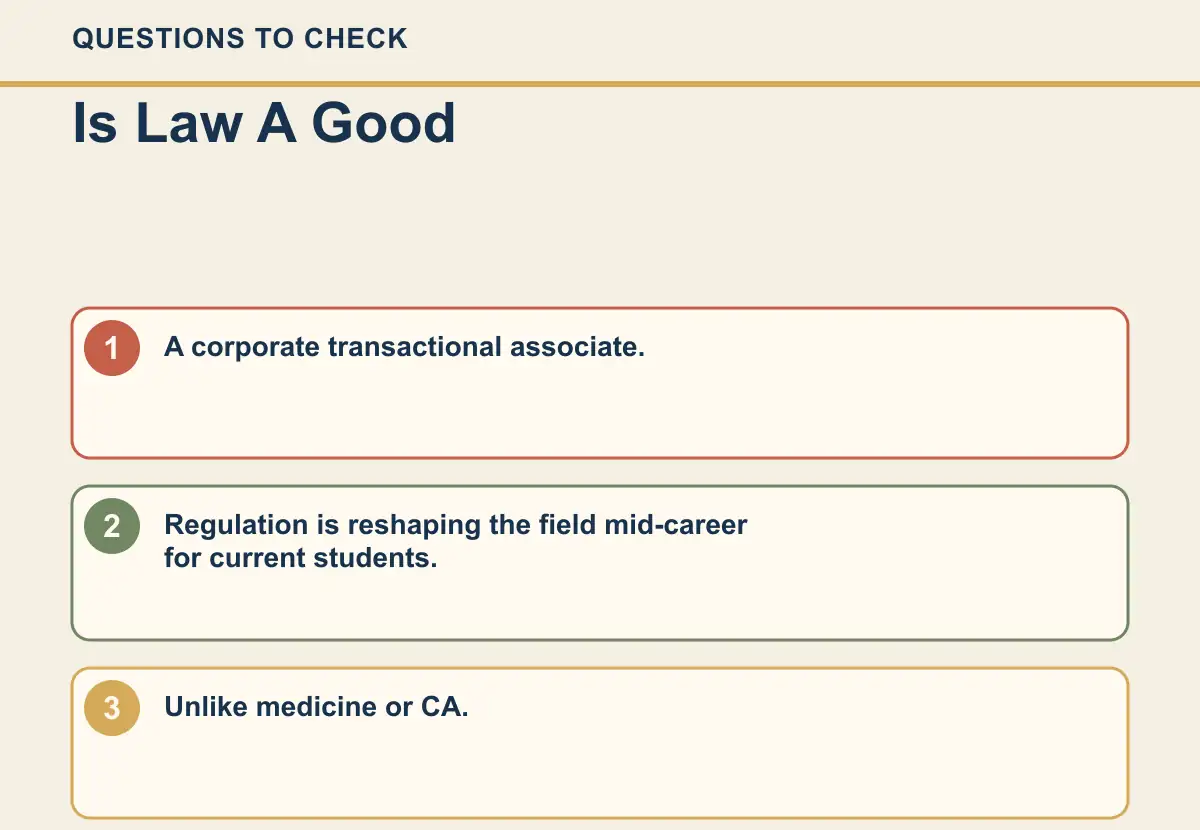 QUESTIONS TO CHECK
Is Law A Good
1
A corporate transactional associate.
2
Regulation is reshaping the field mid-career
for current students.
3
Unlike medicine or CA.